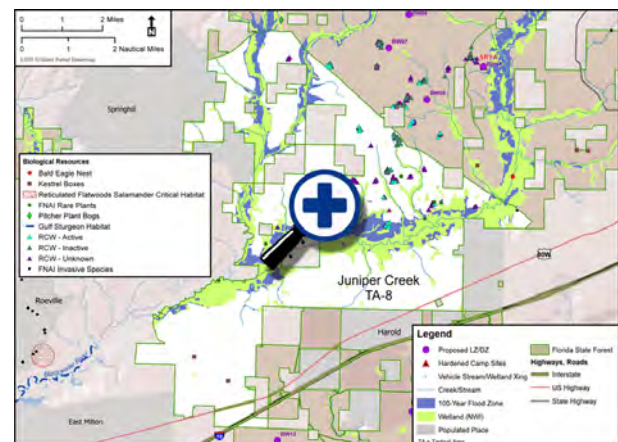 0 1 2 Miles
0 1 2 Nautical Miles
N
Springhill
Biological Resources
Bald Eagle Nest
Kestrel Boxes
Reticulated Flatwoods Salamander Critical Habitat
FNAI Rare Plants
Pitcher Plant Bogs
Gulf Sturgeon Habitat
RCW - Active
RCW - Inactive
RCW - Unknown
FNAI Invasive Species
Juniper Creek
TA-8
Roeville
Harold
East Milton
Legend
Proposed LZ/DZ
Hardened Camp Sites
Vehicle Stream/Wetland Xing
Creek/Stream
100-Year Flood Zone
Wetland (NWI)
Populated Place
Florida State Forest
Highways, Roads
Interstate
US Highway
State Highway